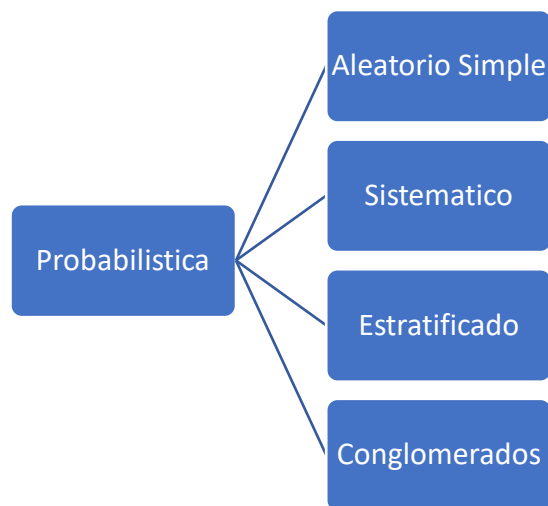 Probabilistica
Aleatorio Simple
Sistematico
Estratificado
Conglomerados